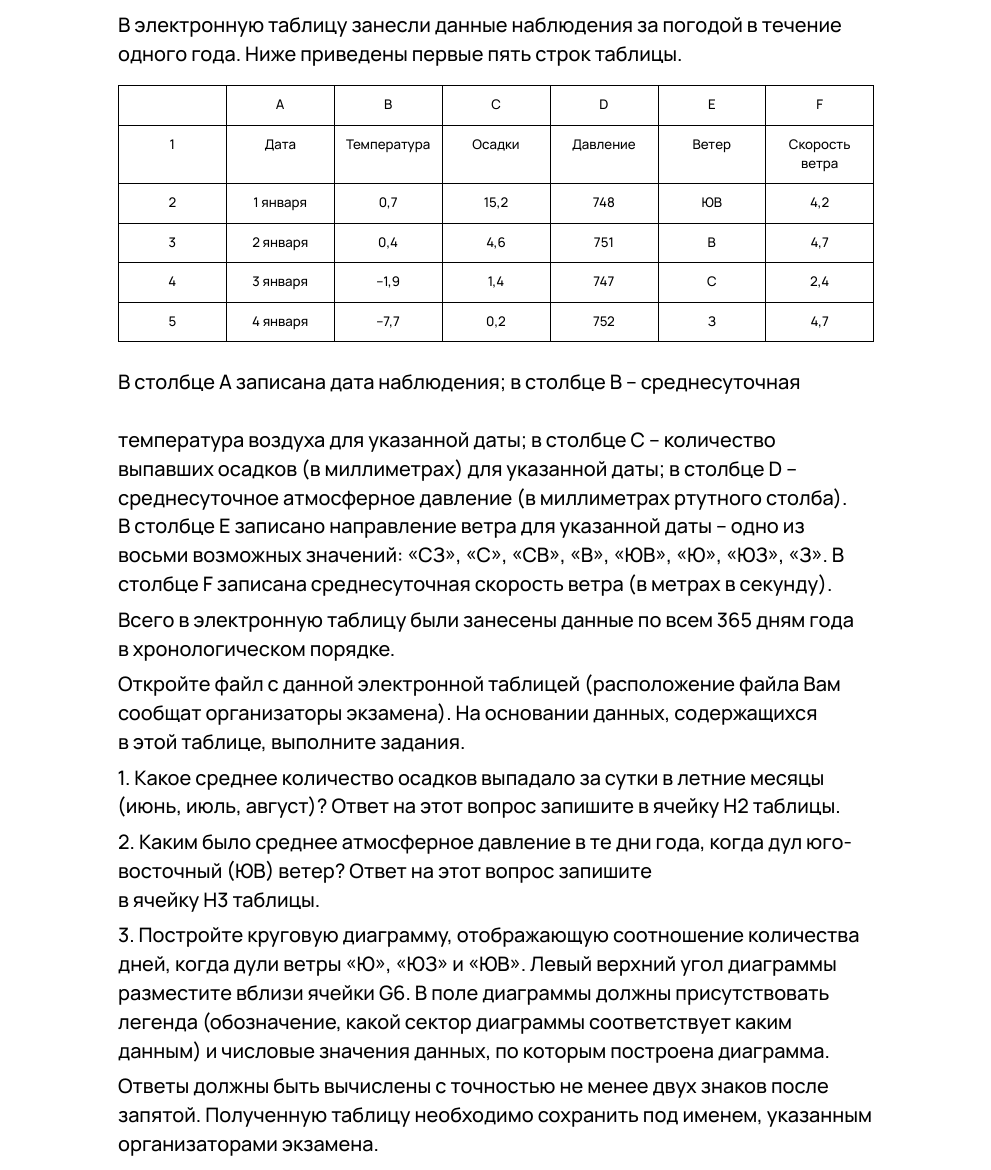 В электронную таблицу занесли данные наблюдения за погодой в течение
одного года. Ниже приведены первые пять строк таблицы.
A B C D E F
1 Дата Температура Осадки Давление Ветер Скорость ветра
2 1 января 0,7 15,2 748 ЮВ 4,2
3 2 января 0,4 4,6 751 В 4,7
4 3 января –1,9 1,4 747 С 2,4
5 4 января –7,7 0,2 752 З 4,7
В столбце A записана дата наблюдения; в столбце B – среднесуточная
температура воздуха для указанной даты; в столбце C – количество
выпавших осадков (в миллиметрах) для указанной даты; в столбце D –
среднесуточное атмосферное давление (в миллиметрах ртутного столба).
В столбце E записано направление ветра для указанной даты – одно из
восьми возможных значений: «СЗ», «С», «СВ», «В», «ЮВ», «Ю», «ЮЗ», «З». В
столбце F записана среднесуточная скорость ветра (в метрах в секунду).
Всего в электронную таблицу были занесены данные по всем 365 дням года
в хронологическом порядке.
Откройте файл с данной электронной таблицей (расположение файла Вам
сообщат организаторы экзамена). На основании данных, содержащихся
в этой таблице, выполните задания.
1. Какое среднее количество осадков выпадало за сутки в летние месяцы
(июнь, июль, август)? Ответ на этот вопрос запишите в ячейку H2 таблицы.
2. Каким было среднее атмосферное давление в те дни года, когда дул юго-
восточный (ЮВ) ветер? Ответ на этот вопрос запишите
в ячейку H3 таблицы.
3. Постройте круговую диаграмму, отображающую соотношение количества
дней, когда дули ветры «Ю», «ЮЗ» и «ЮВ». Левый верхний угол диаграммы
разместите вблизи ячейки G6. В поле диаграммы должны присутствовать
легенда (обозначение, какой сектор диаграммы соответствует каким
данным) и числовые значения данных, по которым построена диаграмма.
Ответы должны быть вычислены с точностью не менее двух знаков после
запятой. Полученную таблицу необходимо сохранить под именем, указанным
организаторами экзамена.